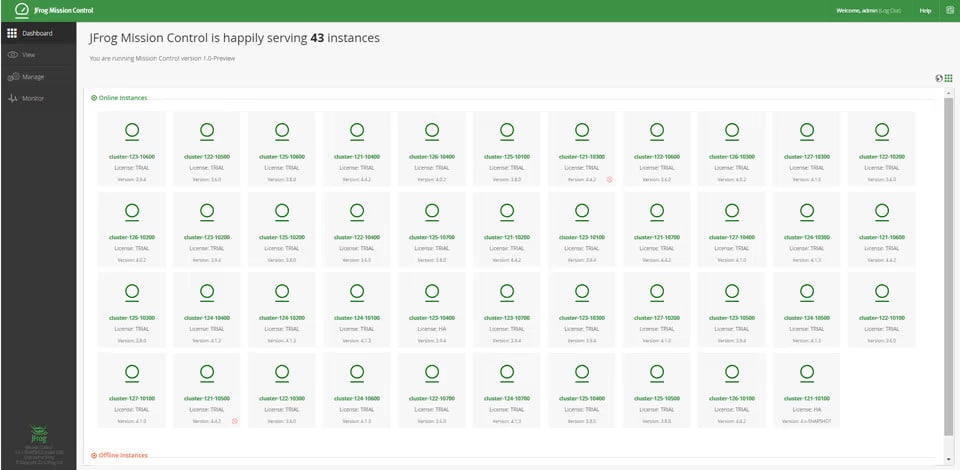 JFrog Mission Control
Welcome, admin (Log Out) Help
Dashboard
View
Manage
Monitor
JFrog Mission Control is happily serving 43 instances
You are running Mission Control version 1.0-Preview
Online Instances
cluster-123-10600 cluster-122-10500 cluster-125-10600 cluster-121-10400 cluster-126-10400 cluster-125-10100 cluster-121-10300 cluster-122-10600 cluster-126-10300 cluster-127-10300 cluster-122-10200
License: TRIAL License: TRIAL License: TRIAL License: TRIAL License: TRIAL License: TRIAL License: TRIAL License: TRIAL License: TRIAL License: TRIAL License: TRIAL
Version: 3.9.4 Version: 3.6.0 Version: 3.8.0 Version: 4.4.2 Version: 4.0.2 Version: 3.8.0 Version: 4.4.2 Version: 3.6.0 Version: 4.0.2 Version: 4.1.0 Version: 3.6.0
cluster-126-10200 cluster-123-10200 cluster-125-10200 cluster-122-10400 cluster-125-10700 cluster-121-10200 cluster-123-10100 cluster-121-10700 cluster-127-10400 cluster-124-10300 cluster-121-10600
License: TRIAL License: TRIAL License: TRIAL License: TRIAL License: TRIAL License: TRIAL License: TRIAL License: TRIAL License: TRIAL License: TRIAL License: TRIAL
Version: 4.0.2 Version: 3.9.4 Version: 3.8.0 Version: 3.6.0 Version: 3.8.0 Version: 4.4.2 Version: 3.9.4 Version: 4.4.2 Version: 4.1.0 Version: 4.1.3 Version: 4.4.2
cluster-125-10300 cluster-124-10400 cluster-124-10200 cluster-124-10100 cluster-123-10400 cluster-123-10700 cluster-123-10300 cluster-127-10200 cluster-123-10500 cluster-124-10500 cluster-122-10100
License: TRIAL License: TRIAL License: TRIAL License: TRIAL License: HA License: TRIAL License: TRIAL License: TRIAL License: TRIAL License: TRIAL License: TRIAL
Version: 3.8.0 Version: 4.1.3 Version: 4.1.3 Version: 4.1.3 Version: 3.9.4 Version: 3.9.4 Version: 3.9.4 Version: 4.1.0 Version: 3.9.4 Version: 4.1.3 Version: 3.6.0
cluster-127-10100 cluster-121-10500 cluster-122-10300 cluster-124-10600 cluster-122-10700 cluster-124-10700 cluster-125-10400 cluster-125-10500 cluster-126-10100 cluster-121-10100
License: TRIAL License: TRIAL License: TRIAL License: TRIAL License: TRIAL License: TRIAL License: TRIAL License: TRIAL License: TRIAL License: HA
Version: 4.1.0 Version: 4.4.2 Version: 3.6.0 Version: 4.1.3 Version: 3.6.0 Version: 4.1.3 Version: 3.8.0 Version: 3.8.0 Version: 4.0.2 Version: 4.x-SNAPSHOT
JFrog
Offline Instances